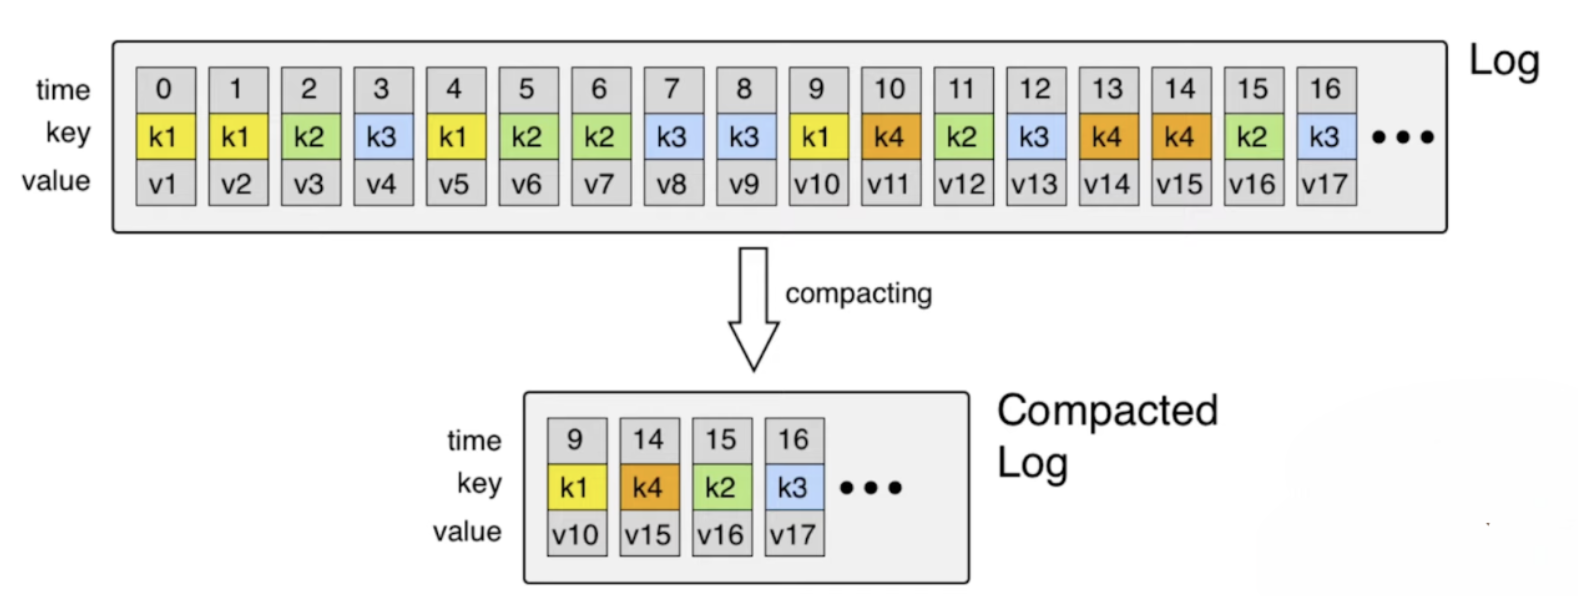 Log
time 0 1 2 3 4 5 6 7 8 9 10 11 12 13 14 15 16
key k1 k1 k2 k3 k1 k2 k2 k3 k3 k1 k4 k2 k3 k4 k4 k2 k3 •••
value v1 v2 v3 v4 v5 v6 v7 v8 v9 v10 v11 v12 v13 v14 v15 v16 v17
compacting
Compacted
Log
time 9 14 15 16
key k1 k4 k2 k3 •••
value v10 v15 v16 v17